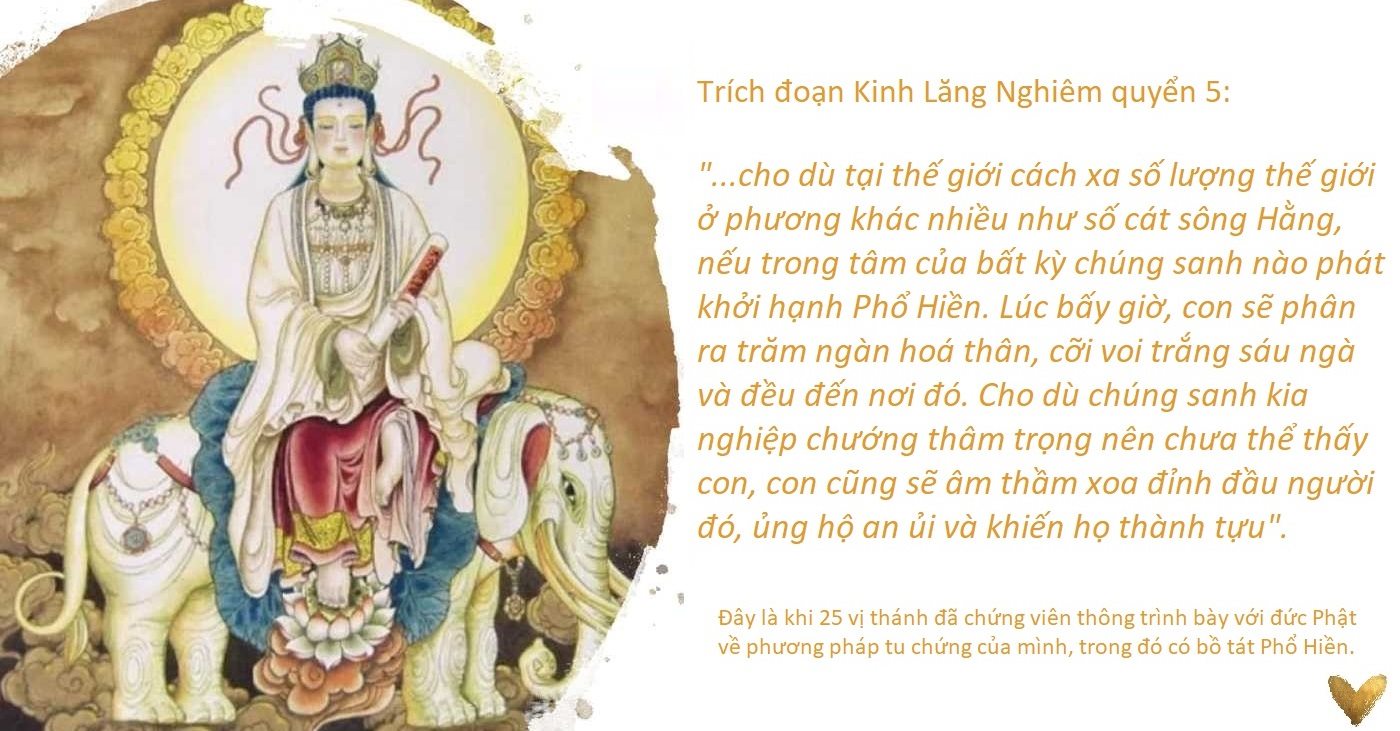 Trích đoạn Kinh Lăng Nghiêm quyển 5:
"...cho dù tại thế giới cách xa số lượng thế giới
ở phương khác nhiều như số cát sông Hằng,
nếu trong tâm của bất kỳ chúng sanh nào phát
khởi hạnh Phổ Hiền. Lúc bấy giờ, con sẽ phân
ra trăm ngàn hoá thân, cỡi voi trắng sáu ngà
và đều đến nơi đó. Cho dù chúng sanh kia
nghiệp chướng thâm trọng nên chưa thể thấy
con, con cũng sẽ âm thầm xoa đỉnh đầu người
đó, ủng hộ an ủi và khiến họ thành tựu".
Đây là khi 25 vị thánh đã chứng viên thông trình bày với đức Phật
về phương pháp tu chứng của mình, trong đó có bồ tát Phổ Hiền.